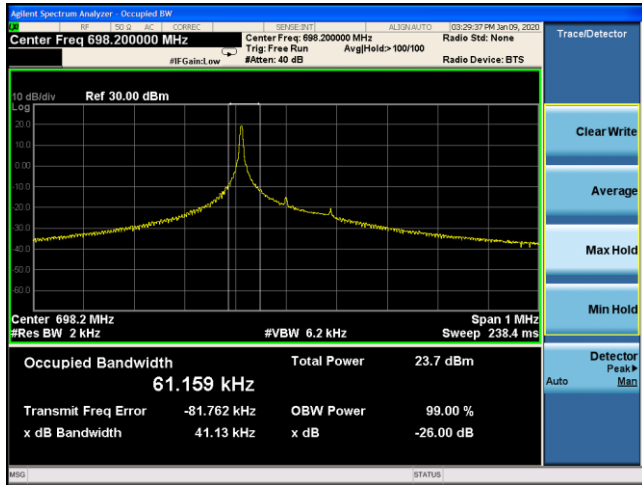 Agilent Spectrum Analyzer - Occupied BW
RF 50 Ω AC CORREC SENSE:INT ALIGNAUTO 03:29:37 PM Jan 09, 2020
Center Freq 698.200000 MHz Center Freq: 698.200000 MHz Radio Std: None
Trig: Free Run Avg|Hold:> 100/100
#IFGain:Low #Atten: 40 dB Radio Device: BTS
10 dB/div Ref 30.00 dBm
Log
20.0
10.0
0.00
-10.0
-20.0
-30.0
-40.0
-50.0
-60.0
Center 698.2 MHz Span 1 MHz
#Res BW 2 kHz #VBW 6.2 kHz Sweep 238.4 ms
Occupied Bandwidth Total Power 23.7 dBm
61.159 kHz
Transmit Freq Error -81.762 kHz OBW Power 99.00 %
x dB Bandwidth 41.13 kHz x dB -26.00 dB
MSG STATUS
Trace/Detector
Clear Write
Average
Max Hold
Min Hold
Detector
Peak▶
Auto Man